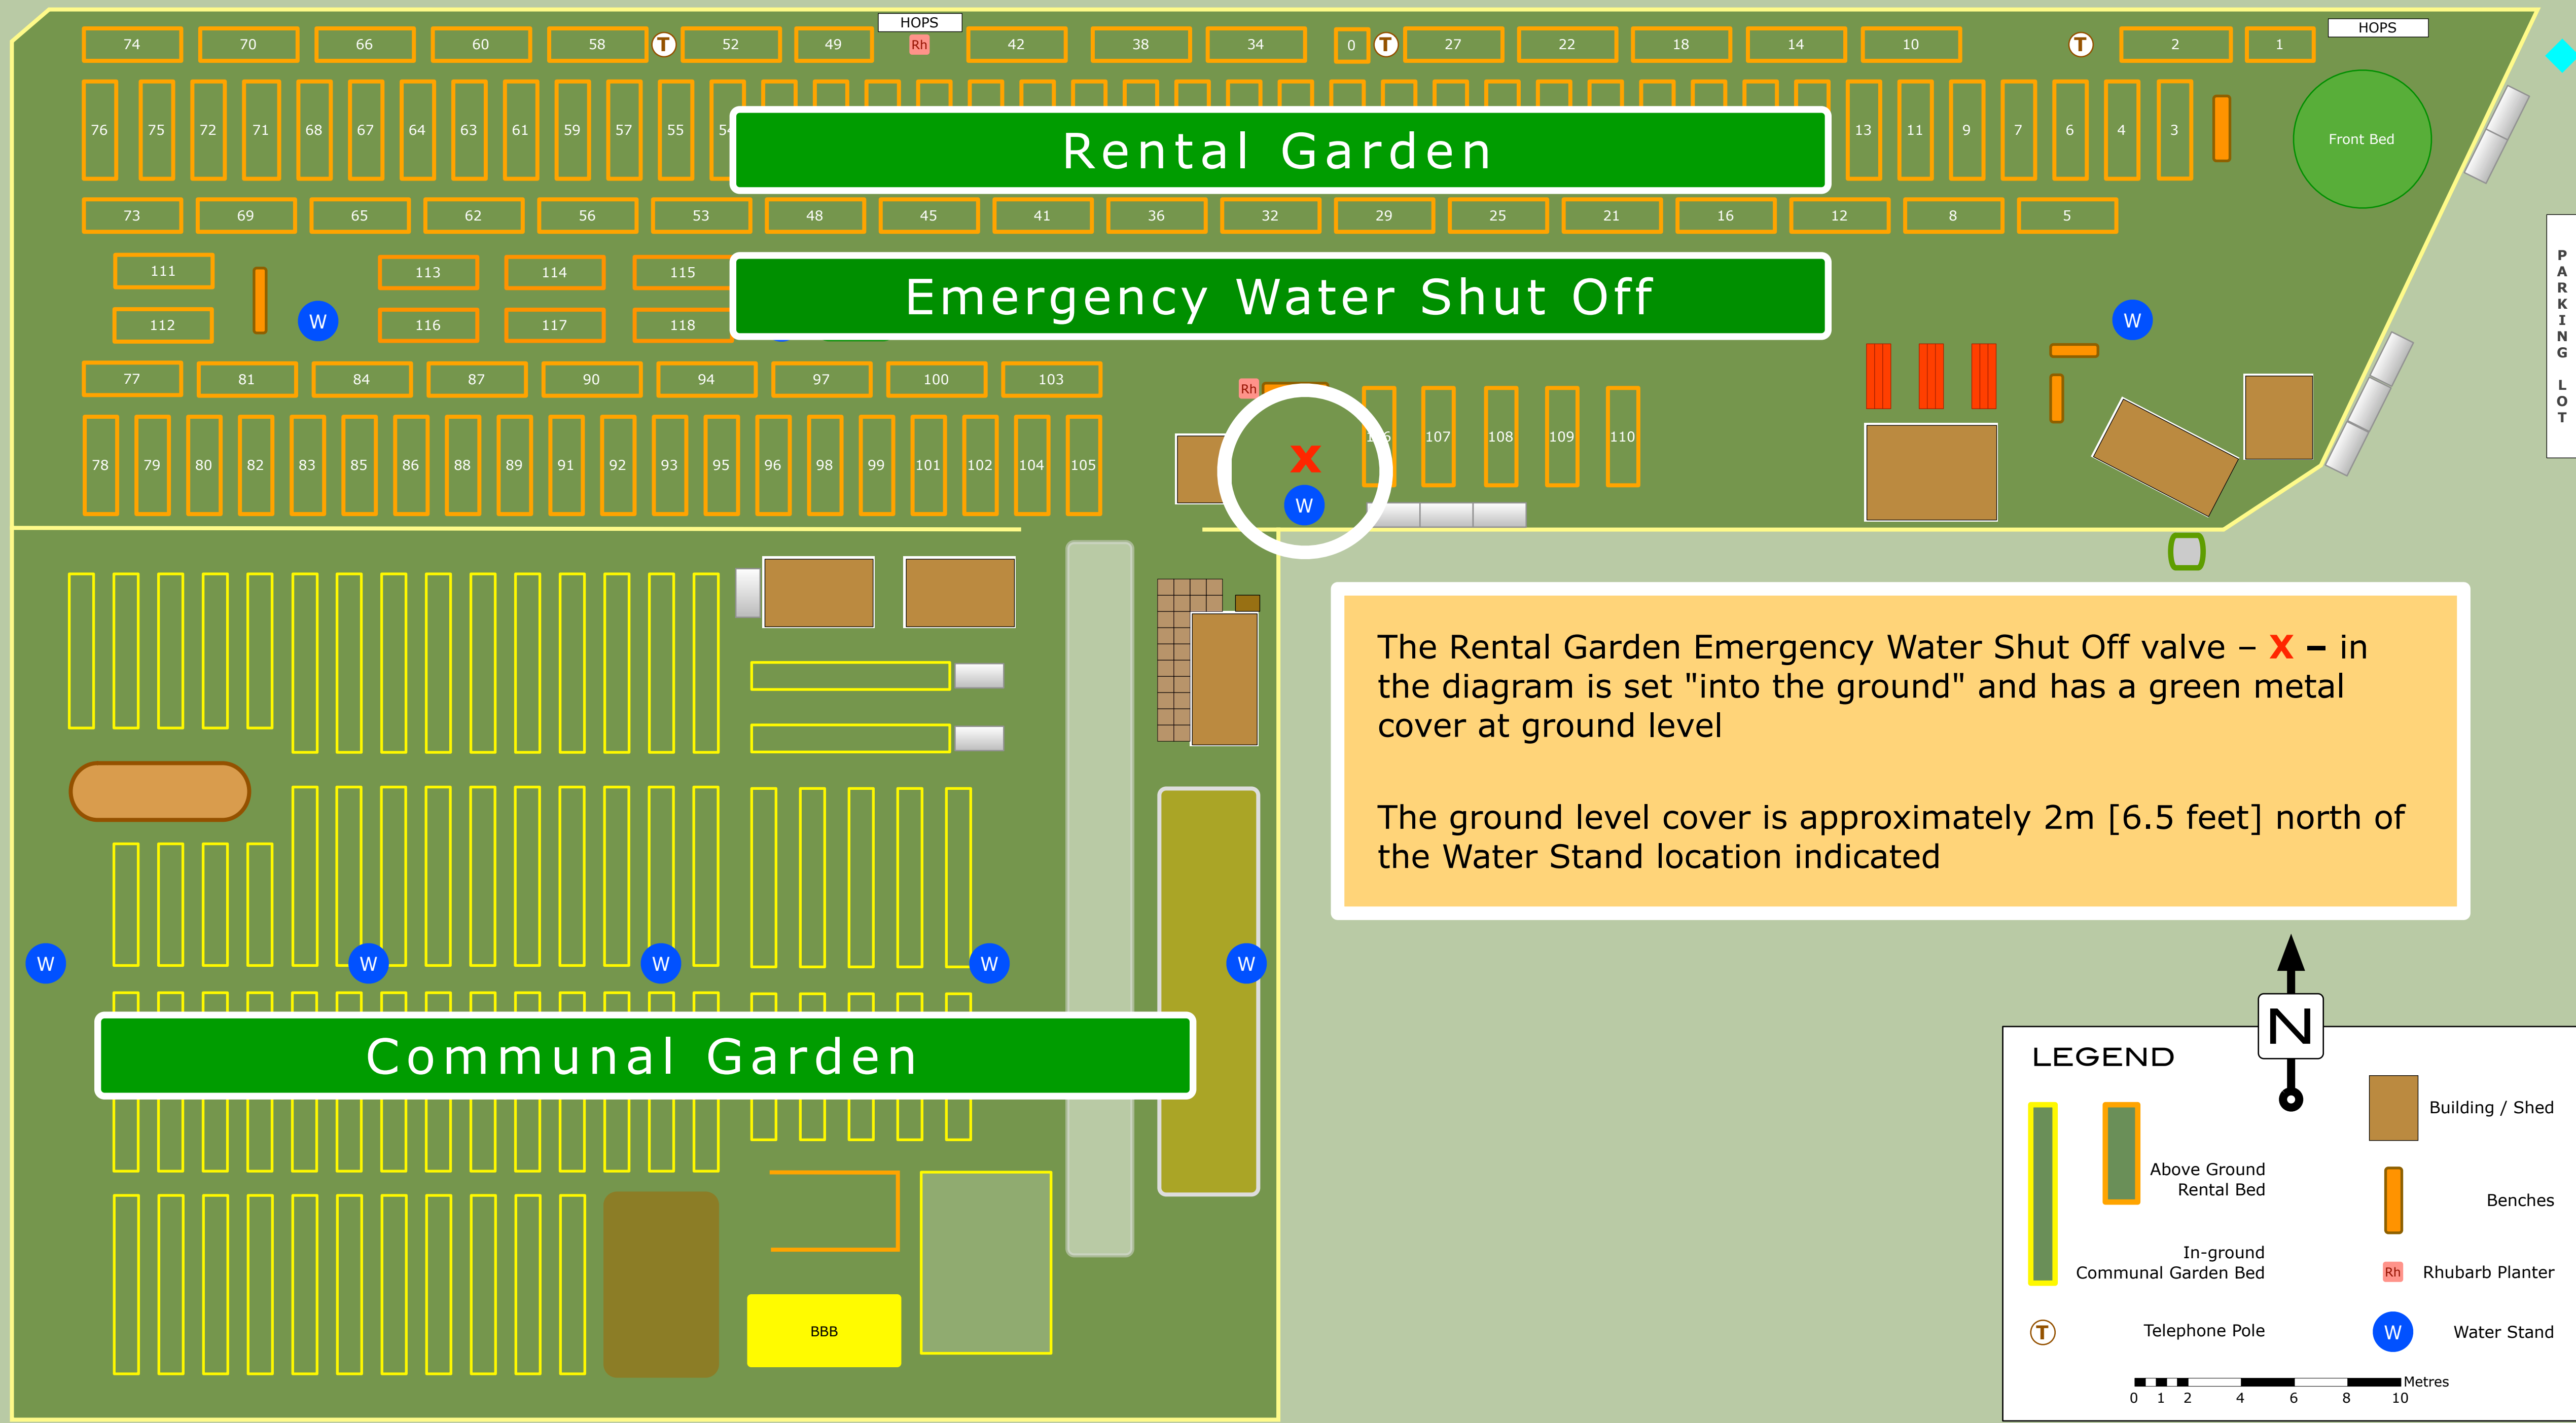 HOPS
HOPS
74 70 66 60 58 T 52 49 Rh 42 38 34 0 T 27 22 18 14 10 T 2 1
76 75 72 71 68 67 64 63 61 59 57 55 13 11 9 7 6 4 3
Front Bed
Rental Garden
73 69 65 62 56 53 48 45 41 36 32 29 25 21 16 12 8 5
PARKING LOT
111 113 114 115
Emergency Water Shut Off
112 W 116 117 118 W
77 81 84 87 90 94 97 100 103 Rh
78 79 80 82 83 85 86 88 89 91 92 93 95 96 98 99 101 102 104 105 X 107 108 109 110
W
The Rental Garden Emergency Water Shut Off valve – X – in
the diagram is set "into the ground" and has a green metal
cover at ground level
The ground level cover is approximately 2m [6.5 feet] north of
the Water Stand location indicated
W W W W W
Communal Garden
BBB
N
LEGEND
Building / Shed
Above Ground
Rental Bed
Benches
In-ground
Communal Garden Bed
Rh Rhubarb Planter
T Telephone Pole
W Water Stand
Metres
0 1 2 4 6 8 10